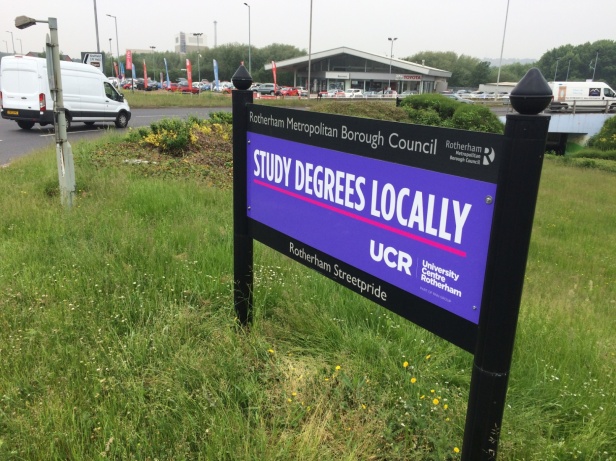 Rotherham Metropolitan Borough Council
Rotherham
Metropolitan
Borough Council
STUDY DEGREES LOCALLY
UCR
University
Centre
Rotherham
Rotherham Streetpride